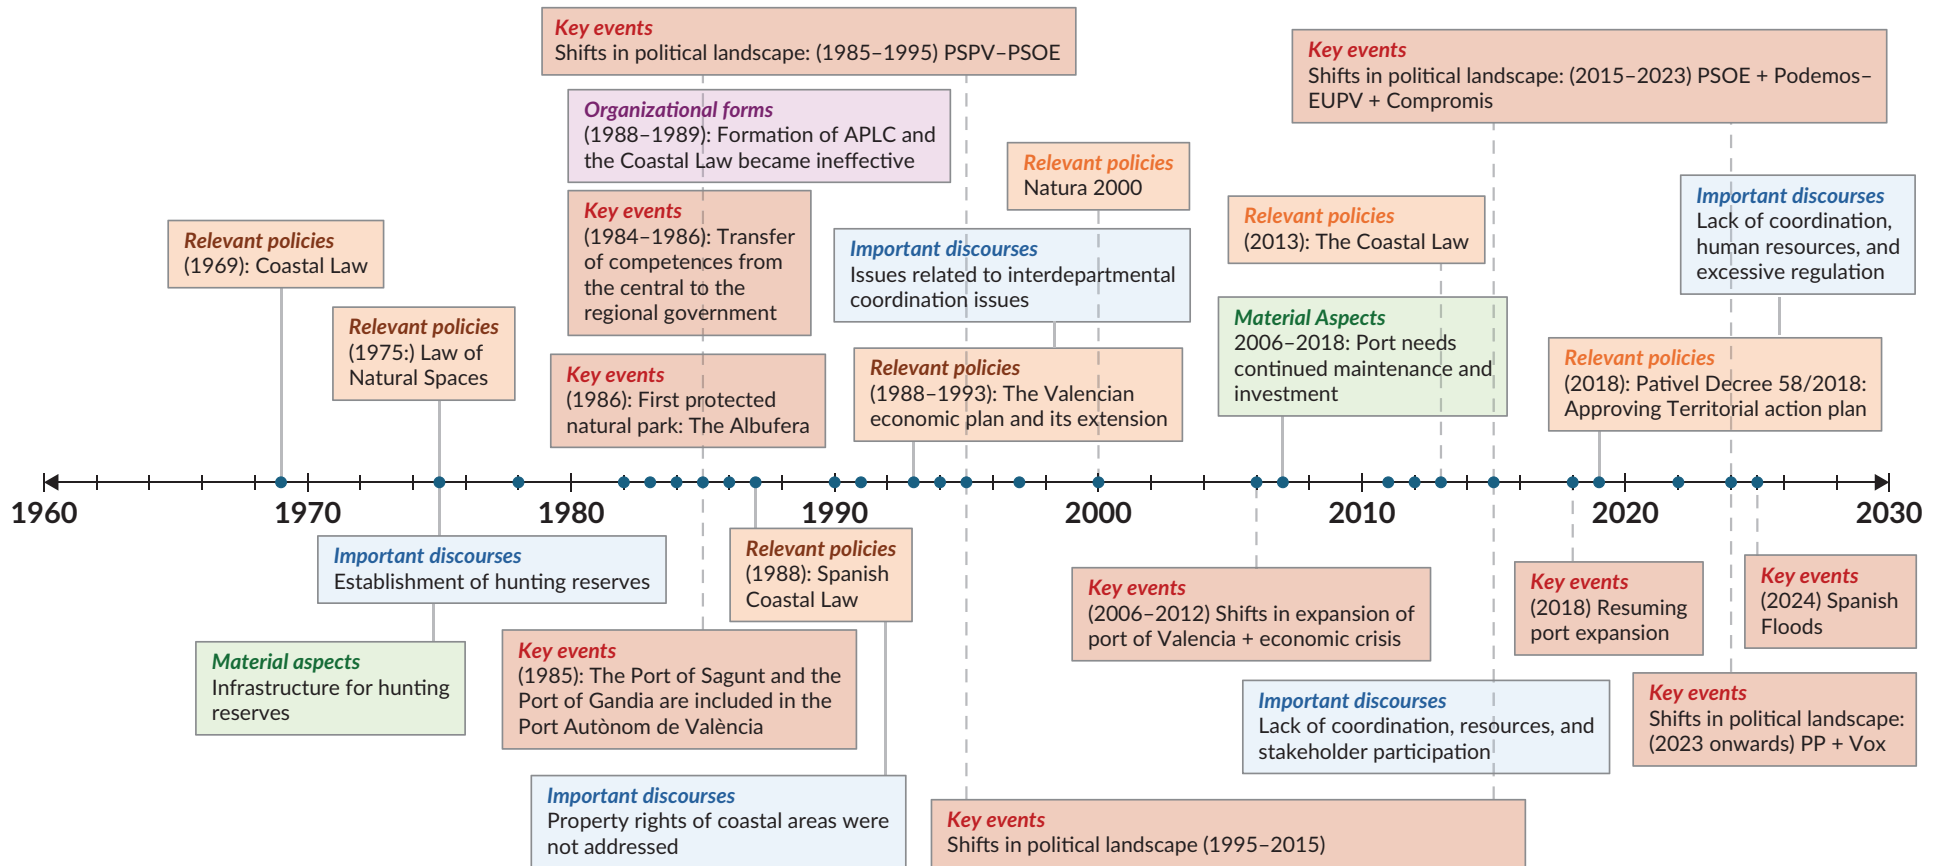 Key events
Shifts in political landscape: (1985–1995) PSPV–PSOE
Key events
Shifts in political landscape: (2015–2023) PSOE + Podemos–
EUPV + Compromis
Organizational forms
(1988–1989): Formation of APLC and
the Coastal Law became ineffective
Relevant policies
Natura 2000
Important discourses
Lack of coordination,
human resources, and
excessive regulation
Key events
(1984–1986): Transfer
of competences from
the central to the
regional government
Relevant policies
(2013): The Coastal Law
Relevant policies
(1969): Coastal Law
Important discourses
Issues related to interdepartmental
coordination issues
Relevant policies
(1975:) Law of
Natural Spaces
Material Aspects
2006–2018: Port needs
continued maintenance and
investment
Key events
(1986): First protected
natural park: The Albufera
Relevant policies
(1988–1993): The Valencian
economic plan and its extension
Relevant policies
(2018): Pativel Decree 58/2018:
Approving Territorial action plan
1960 1970 1980 1990 2000 2010 2020 2030
Important discourses
Establishment of hunting reserves
Relevant policies
(1988): Spanish
Coastal Law
Key events
(2006–2012) Shifts in expansion of
port of Valencia + economic crisis
Key events
(2018) Resuming
port expansion
Key events
(2024) Spanish
Floods
Material aspects
Infrastructure for hunting
reserves
Key events
(1985): The Port of Sagunt and the
Port of Gandia are included in the
Port Autònom de València
Important discourses
Lack of coordination, resources, and
stakeholder participation
Key events
Shifts in political landscape:
(2023 onwards) PP + Vox
Important discourses
Property rights of coastal areas were
not addressed
Key events
Shifts in political landscape (1995–2015)